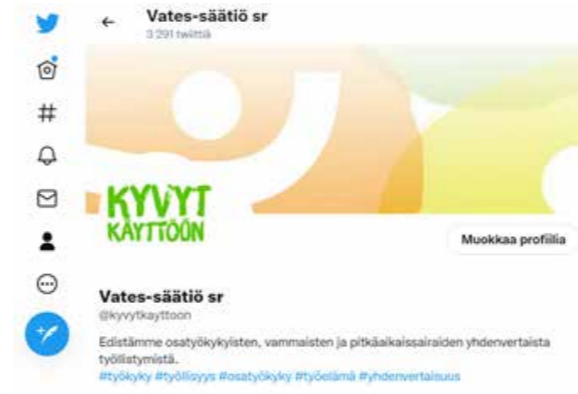 Vates-säätiö sr
3 291 twiittiä
KYVYT
KÄYTTÖÖN
Muokkaa profiilia
Vates-säätiö sr
@kyvytkayttoon
Edistämme osatyökykyisten, vammaisten ja pitkäaikaissairaiden yhdenvertaista
työllistymistä.
#työkyky #työllisyys #osatyökyky #työelämä #yhdenvertaisuus